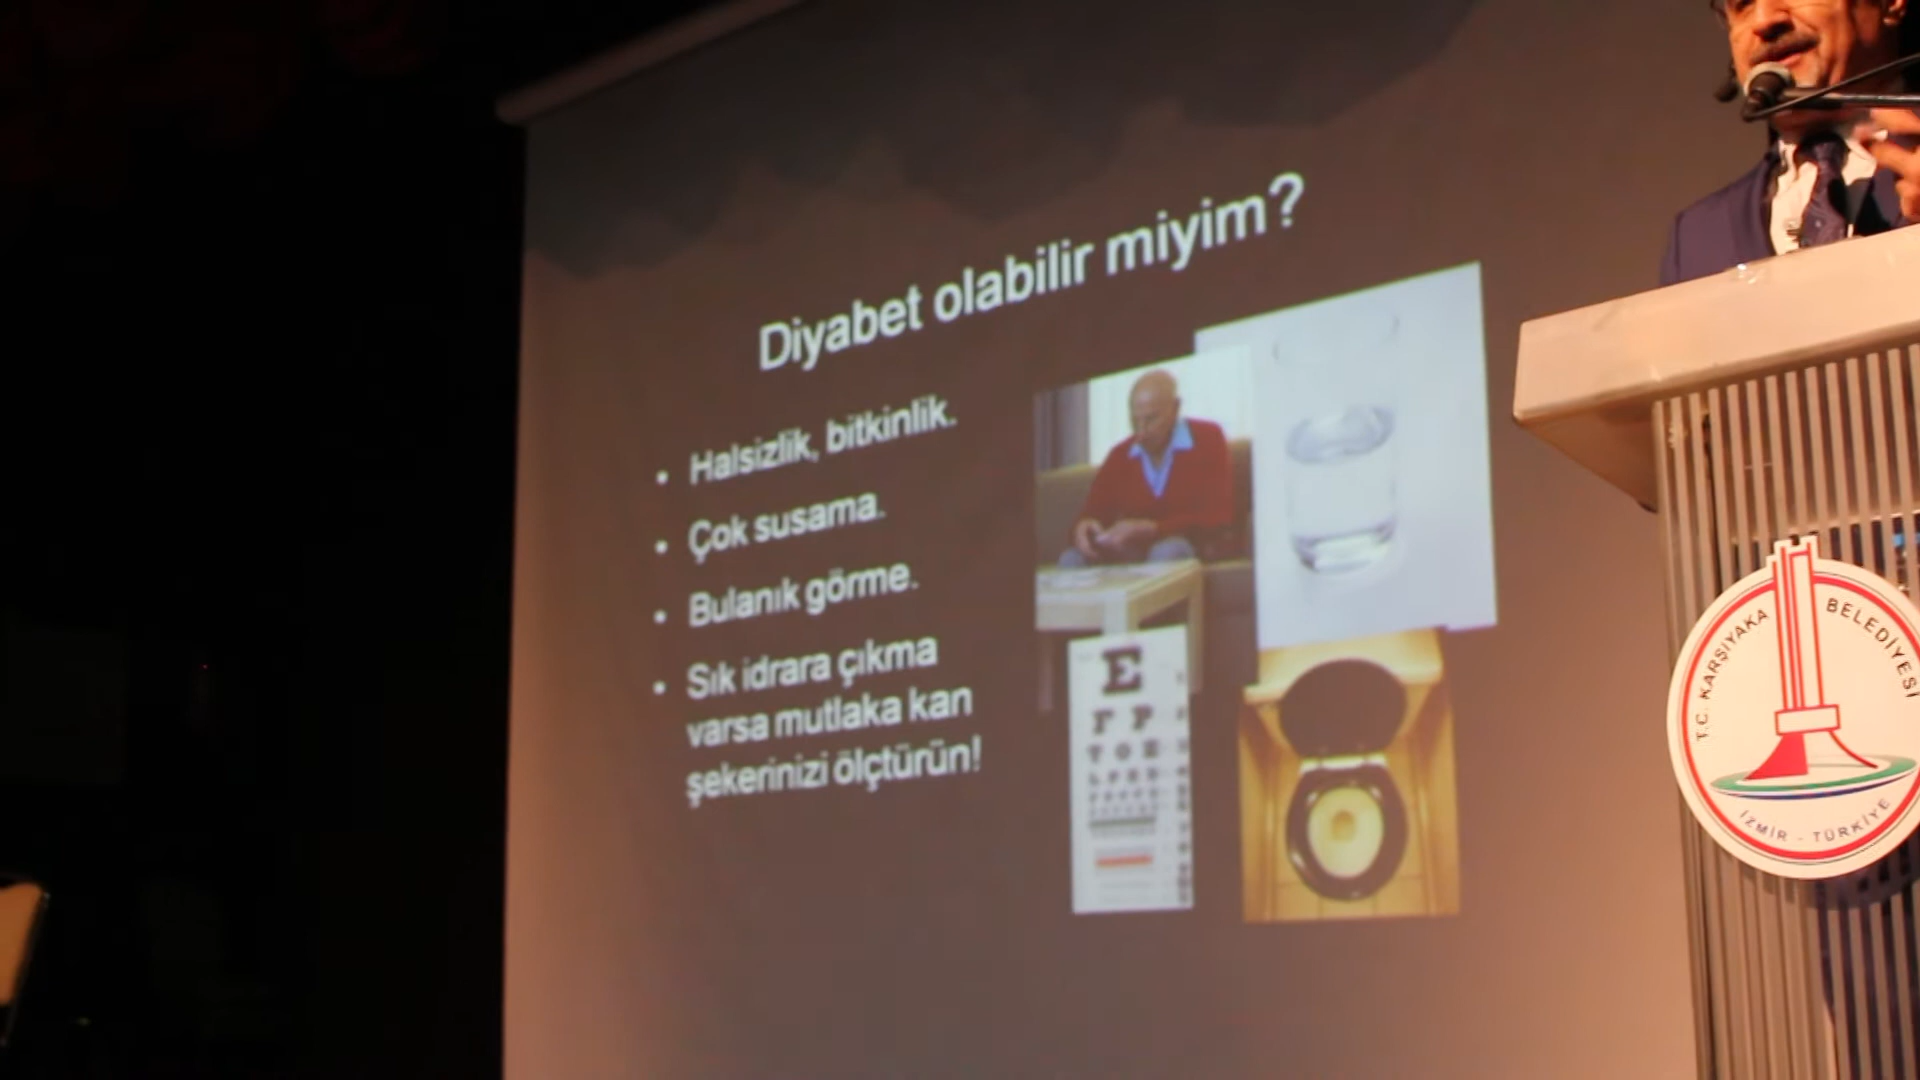 Diyabet olabilir miyim?
• Halsizlik, bitkinlik.
• Çok susama.
• Bulanık görme.
• Sık idrara çıkma
varsa mutlaka kan
şekerinizi ölçtürün!
E
F P
T O E
T.C. KARŞIYAKA BELEDİYESİ
İZMİR - TÜRKİYE